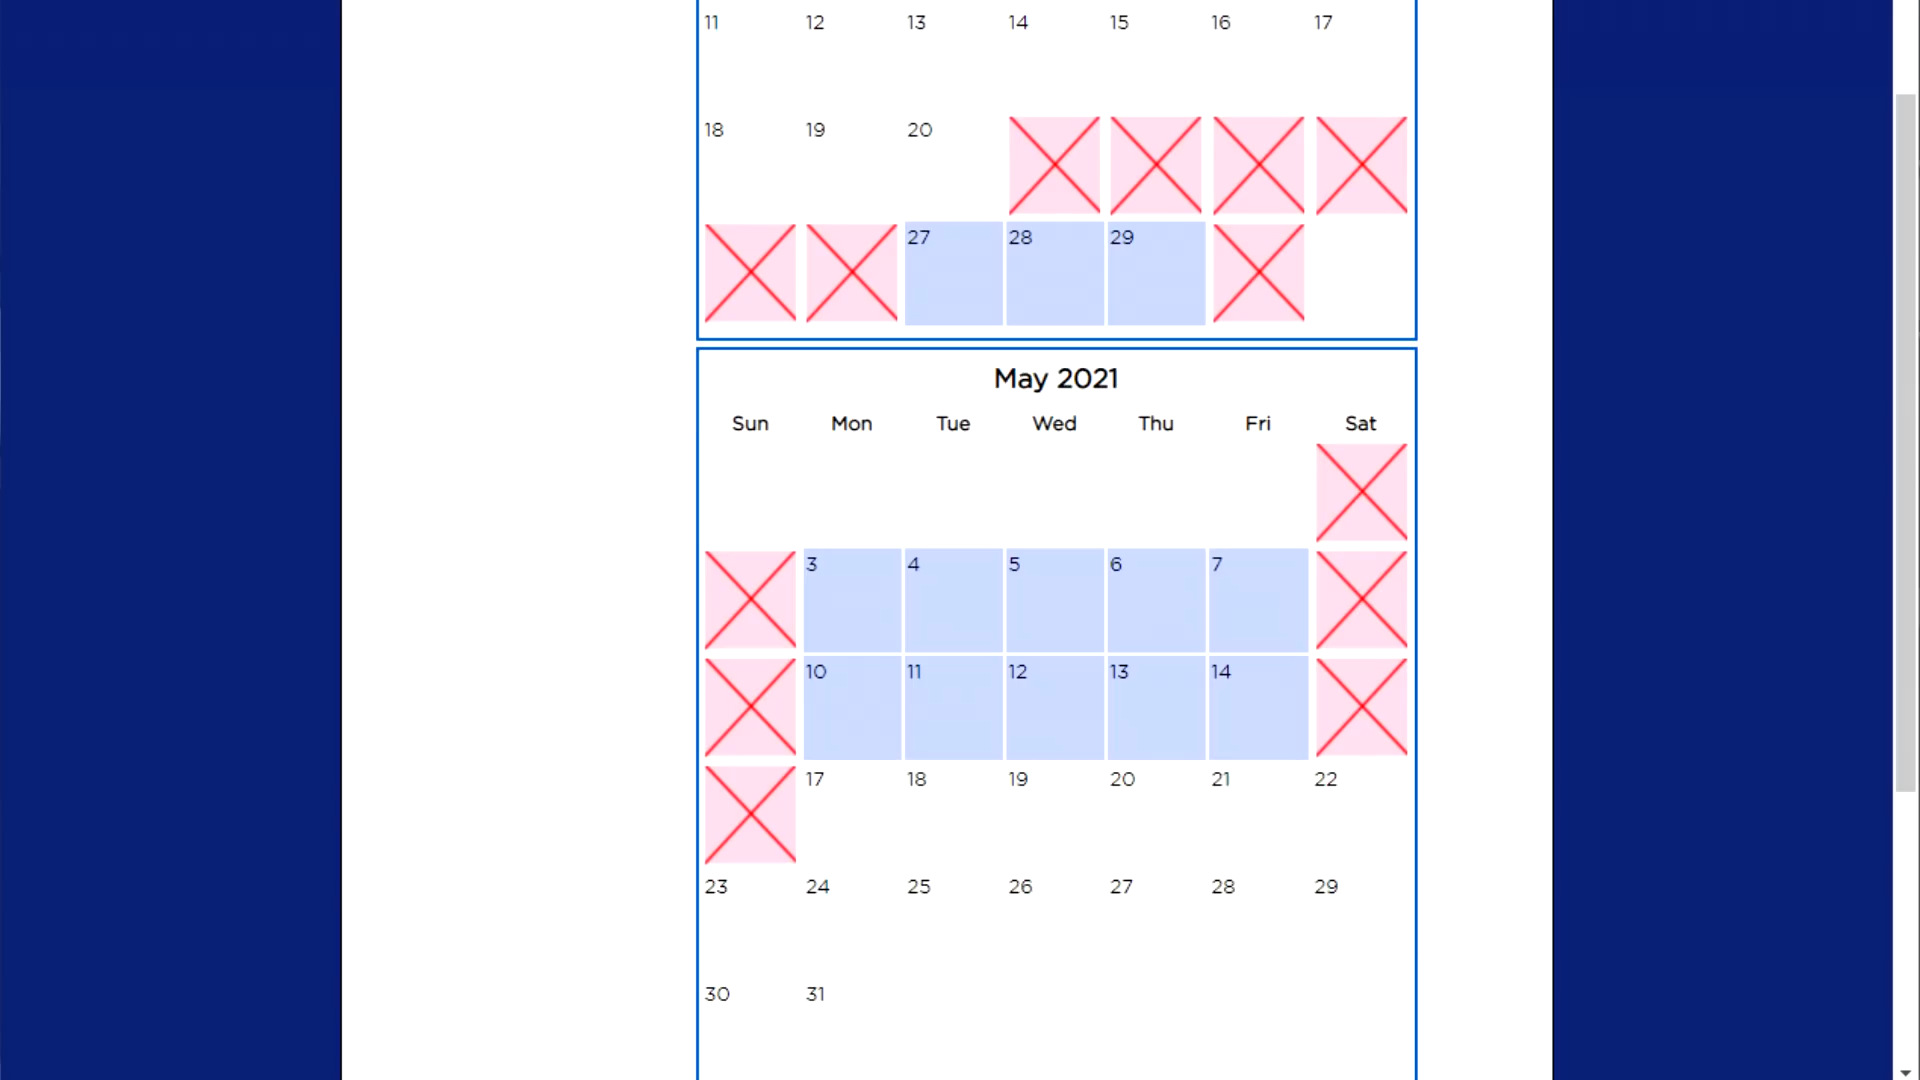 11 12 13 14 15 16 17
18 19 20
27 28 29
May 2021
Sun Mon Tue Wed Thu Fri Sat
3 4 5 6 7
10 11 12 13 14
17 18 19 20 21 22
23 24 25 26 27 28 29
30 31